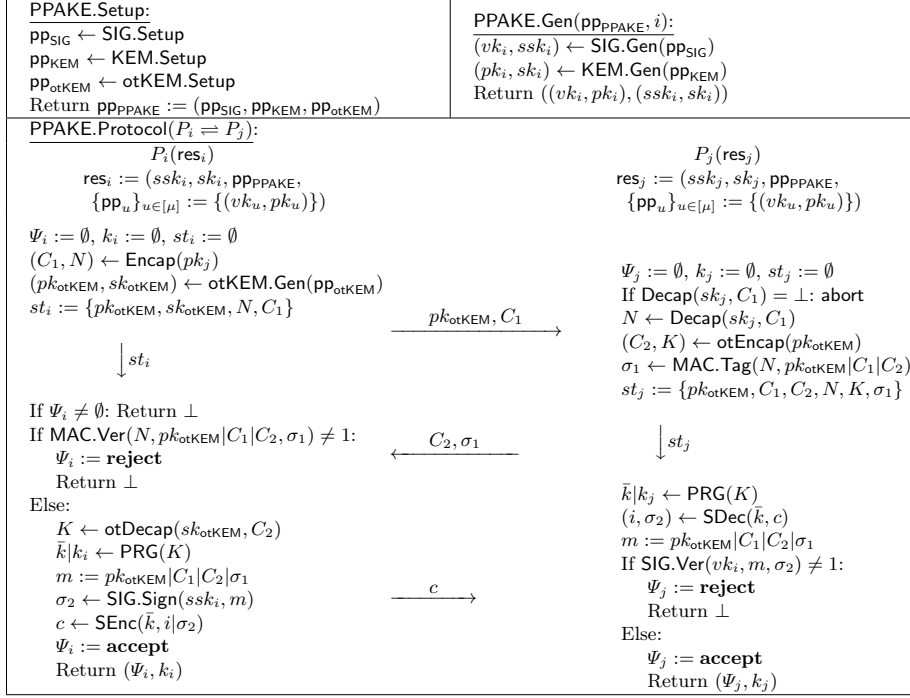 PPAKE.Setup:
pp_SIG ← SIG.Setup
pp_KEM ← KEM.Setup
pp_otKEM ← otKEM.Setup
Return pp_PPAKE := (pp_SIG, pp_KEM, pp_otKEM)
PPAKE.Gen(pp_PPAKE, i):
(vk_i, ssk_i) ← SIG.Gen(pp_SIG)
(pk_i, sk_i) ← KEM.Gen(pp_KEM)
Return ((vk_i, pk_i), (ssk_i, sk_i))
PPAKE.Protocol(P_i ⇌ P_j):
P_i(res_i)
res_i := (ssk_i, sk_i, pp_PPAKE,
{pp_u}_{u∈[μ]} := {(vk_u, pk_u)})
Ψ_i := ∅, k_i := ∅, st_i := ∅
(C_1, N) ← Encap(pk_j)
(pk_otKEM, sk_otKEM) ← otKEM.Gen(pp_otKEM)
st_i := {pk_otKEM, sk_otKEM, N, C_1}
↓ st_i
If Ψ_i ≠ ∅: Return ⊥
If MAC.Ver(N, pk_otKEM|C_1|C_2, σ_1) ≠ 1:
Ψ_i := reject
Return ⊥
Else:
K ← otDecap(sk_otKEM, C_2)
k̄|k_i ← PRG(K)
m := pk_otKEM|C_1|C_2|σ_1
σ_2 ← SIG.Sign(ssk_i, m)
c ← SEnc(k̄, i|σ_2)
Ψ_i := accept
Return (Ψ_i, k_i)
pk_otKEM, C_1
C_2, σ_1
c
P_j(res_j)
res_j := (ssk_j, sk_j, pp_PPAKE,
{pp_u}_{u∈[μ]} := {(vk_u, pk_u)})
Ψ_j := ∅, k_j := ∅, st_j := ∅
If Decap(sk_j, C_1) = ⊥: abort
N ← Decap(sk_j, C_1)
(C_2, K) ← otEncap(pk_otKEM)
σ_1 ← MAC.Tag(N, pk_otKEM|C_1|C_2)
st_j := {pk_otKEM, C_1, C_2, N, K, σ_1}
↓ st_j
k̄|k_j ← PRG(K)
(i, σ_2) ← SDec(k̄, c)
m := pk_otKEM|C_1|C_2|σ_1
If SIG.Ver(vk_i, m, σ_2) ≠ 1:
Ψ_j := reject
Return ⊥
Else:
Ψ_j := accept
Return (Ψ_j, k_j)